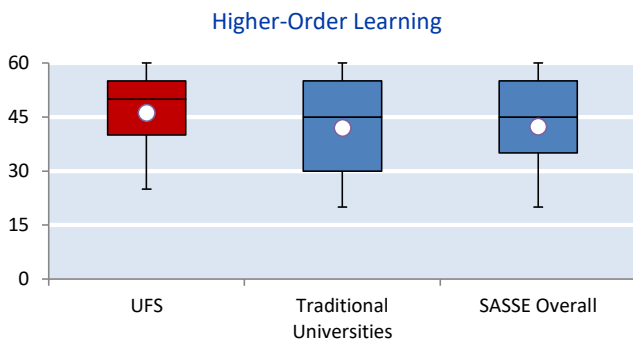 Higher-Order Learning
60
45
30
15
0
UFS
Traditional
Universities
SASSE Overall